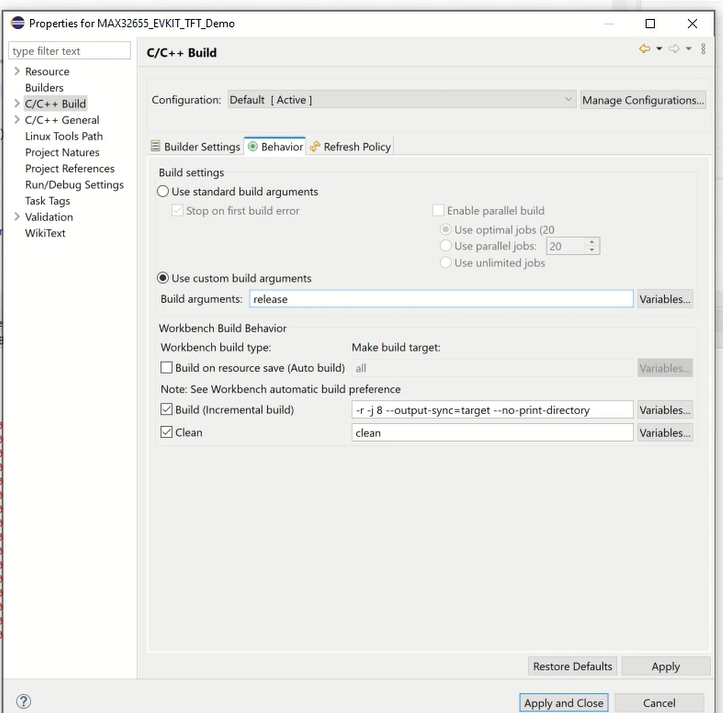 Properties for MAX32655_EVKIT_TFT_Demo
type filter text
C/C++ Build
Resource
Builders
C/C++ Build
C/C++ General
Linux Tools Path
Project Natures
Project References
Run/Debug Settings
Task Tags
Validation
WikiText
Configuration: Default [ Active ] Manage Configurations...
Builder Settings Behavior Refresh Policy
Build settings
Use standard build arguments
Stop on first build error Enable parallel build
Use optimal jobs (20
Use parallel jobs: 20
Use unlimited jobs
Use custom build arguments
Build arguments: release Variables...
Workbench Build Behavior
Workbench build type: Make build target:
Build on resource save (Auto build) all Variables...
Note: See Workbench automatic build preference
Build (Incremental build) -r -j 8 --output-sync=target --no-print-directory Variables...
Clean clean Variables...
Restore Defaults Apply
? Apply and Close Cancel